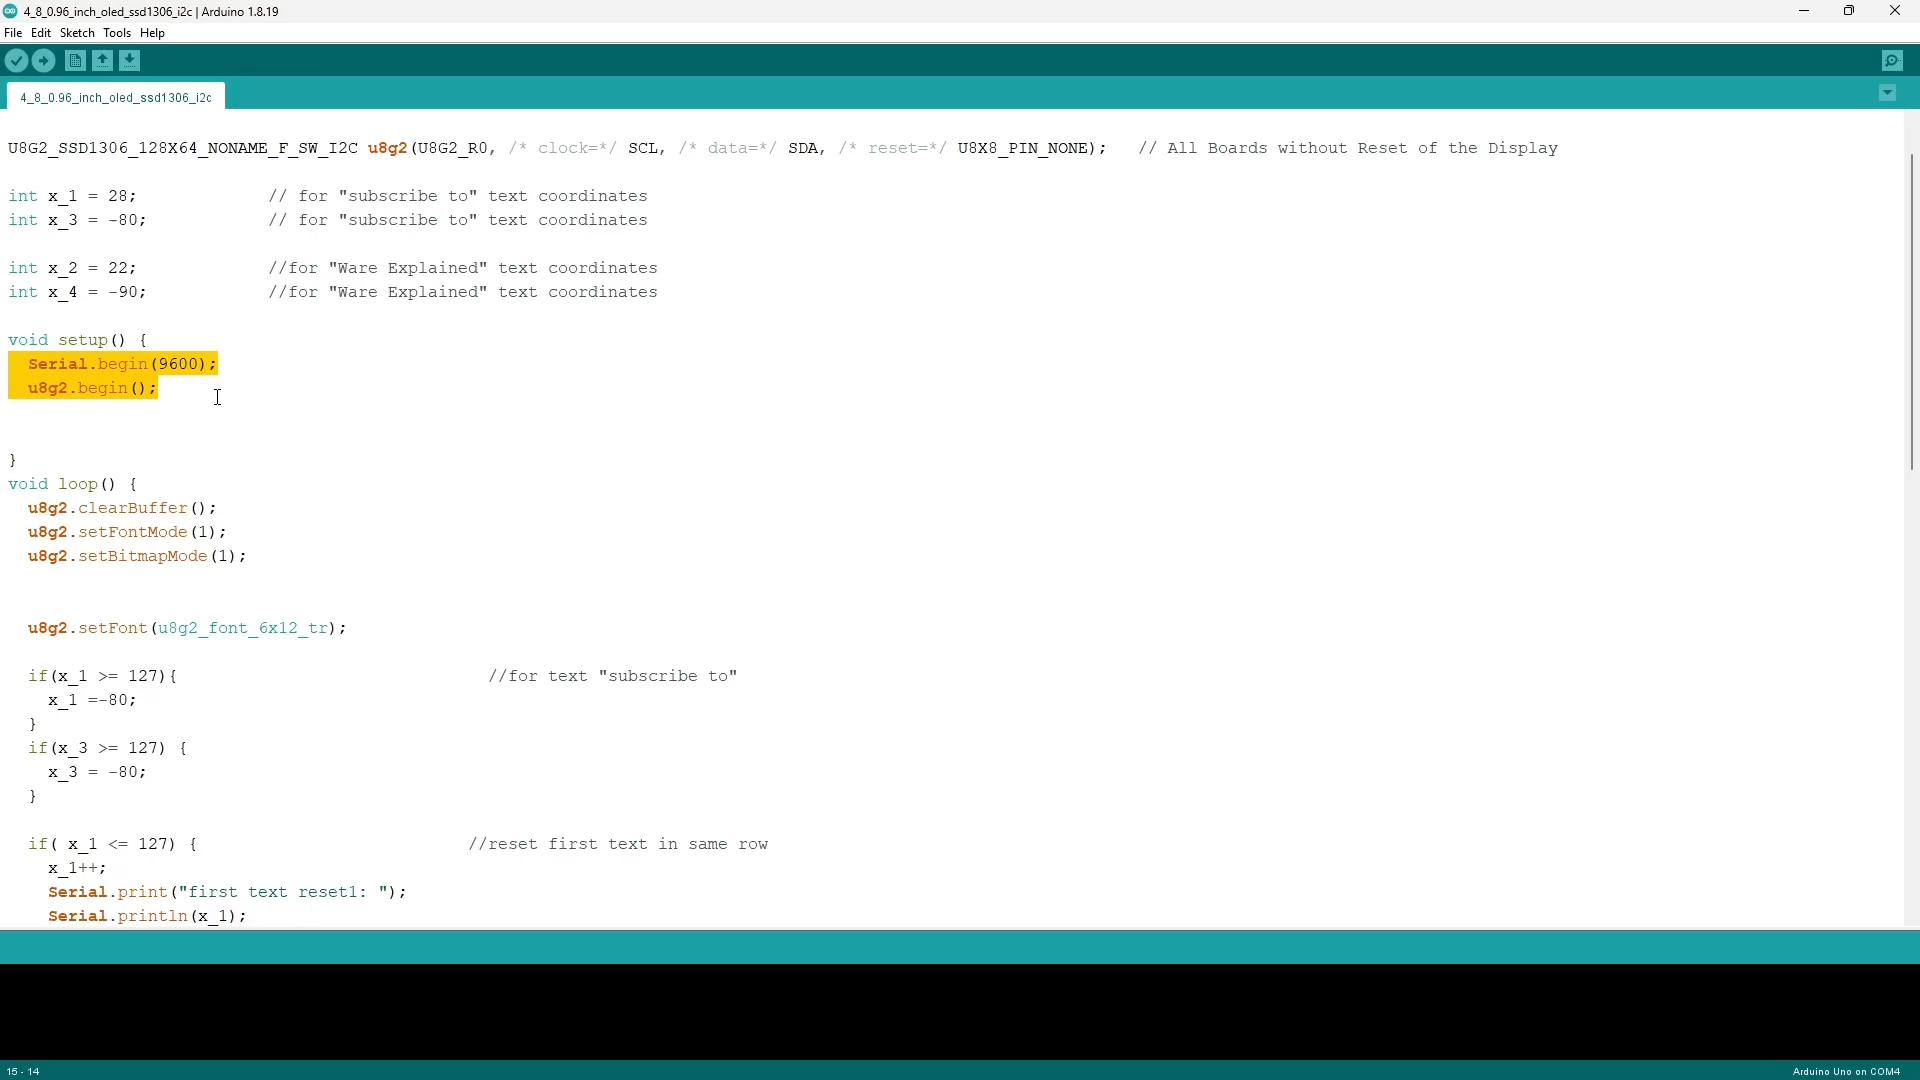 4_8_0.96_inch_oled_ssd1306_i2c | Arduino 1.8.19
File Edit Sketch Tools Help
4_8_0.96_inch_oled_ssd1306_i2c
U8G2_SSD1306_128X64_NONAME_F_SW_I2C u8g2(U8G2_R0, /* clock=*/ SCL, /* data=*/ SDA, /* reset=*/ U8X8_PIN_NONE);   // All Boards without Reset of the Display
int x_1 = 28;             // for "subscribe to" text coordinates
int x_3 = -80;            // for "subscribe to" text coordinates
int x_2 = 22;             //for "Ware Explained" text coordinates
int x_4 = -90;            //for "Ware Explained" text coordinates
void setup() {
  Serial.begin(9600);
  u8g2.begin();
}
void loop() {
  u8g2.clearBuffer();
  u8g2.setFontMode(1);
  u8g2.setBitmapMode(1);
  u8g2.setFont(u8g2_font_6x12_tr);
  if(x_1 >= 127){                               //for text "subscribe to"
    x_1 =-80;
  }
  if(x_3 >= 127) {
    x_3 = -80;
  }
  if( x_1 <= 127) {                           //reset first text in same row
    x_1++;
    Serial.print("first text reset1: ");
    Serial.println(x_1);
15 - 14
Arduino Uno on COM4